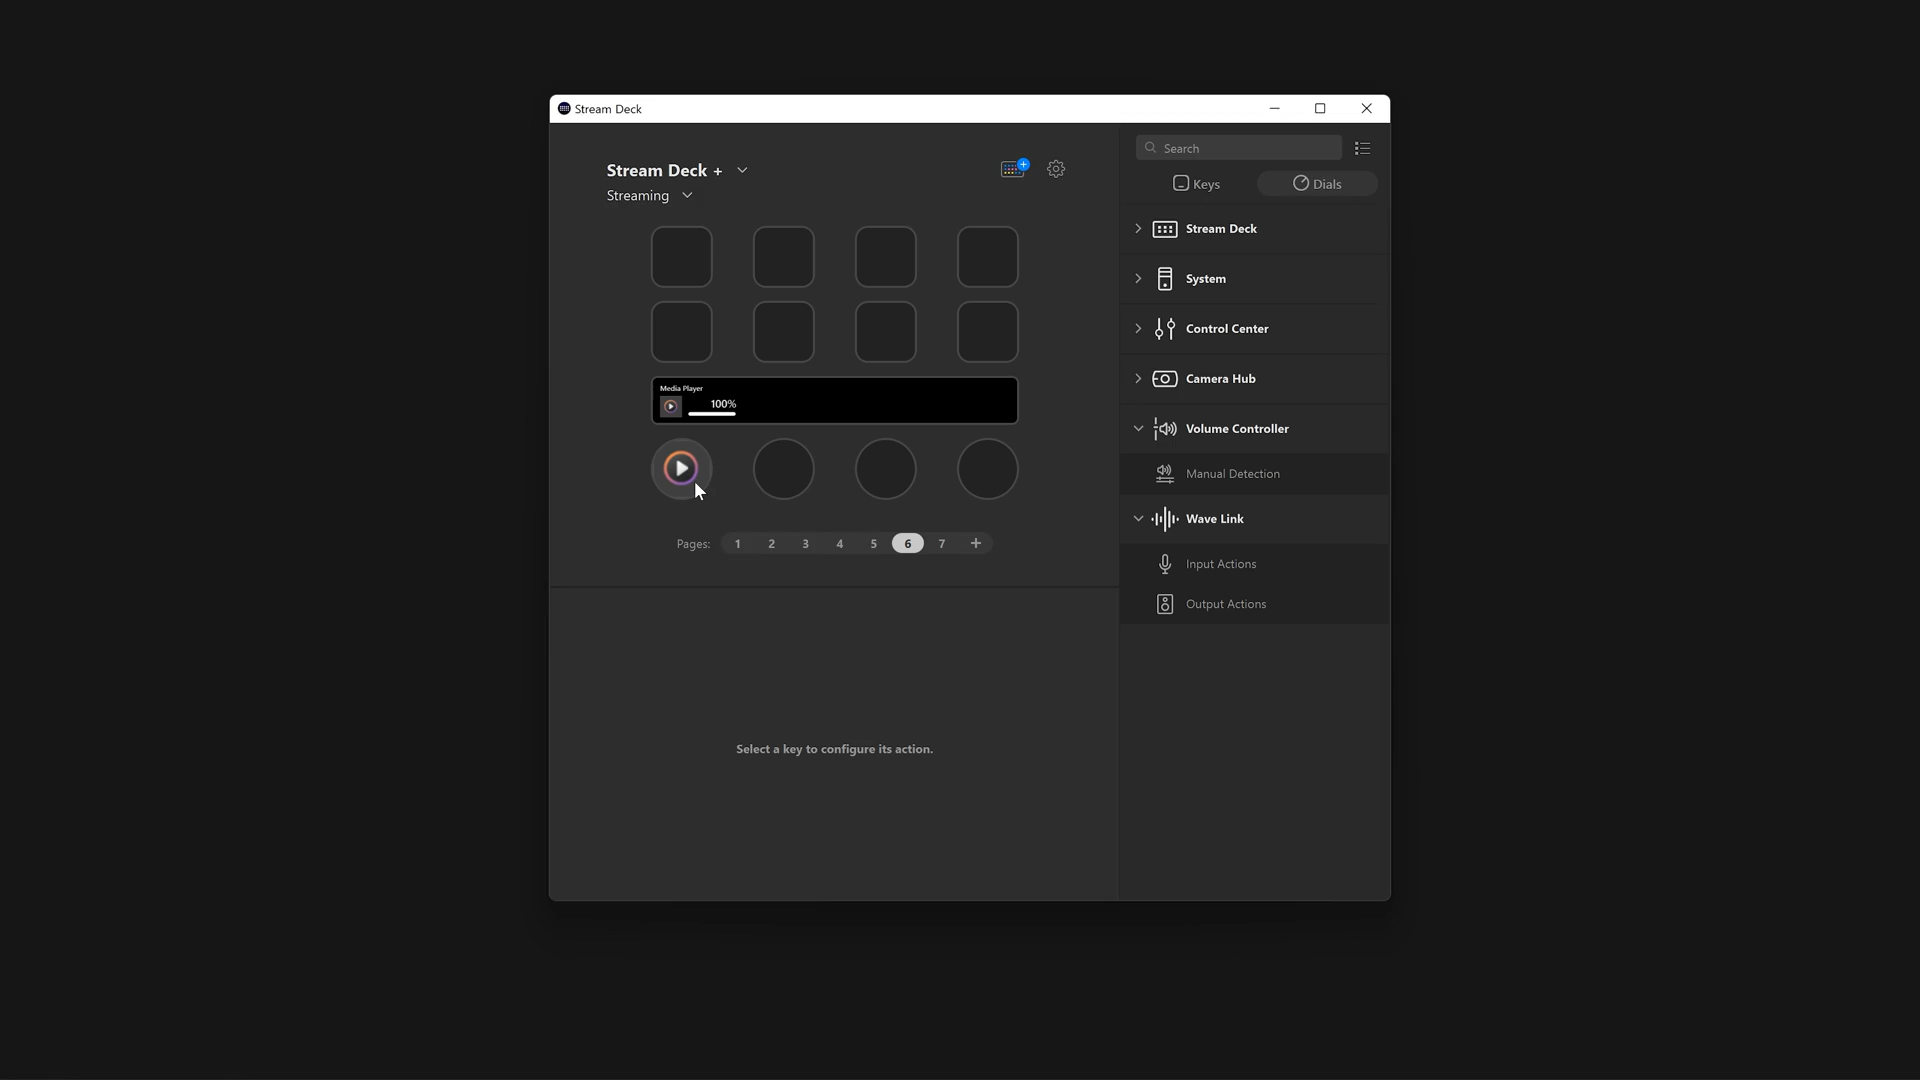 Stream Deck
Stream Deck +
Streaming
Media Player
100%
Pages: 1 2 3 4 5 6 7 +
Select a key to configure its action.
Search
Keys Dials
Stream Deck
System
Control Center
Camera Hub
Volume Controller
Manual Detection
Wave Link
Input Actions
Output Actions